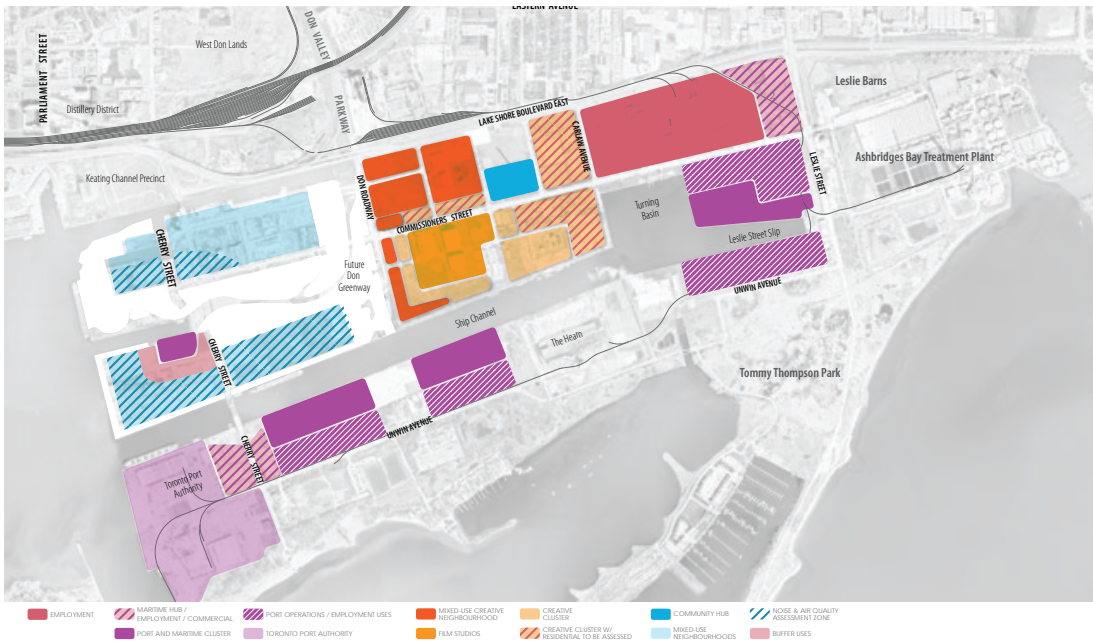 EASTERN AVENUE
PARLIAMENT STREET
West Don Lands
DON VALLEY
PARKWAY
Distillery District
Keating Channel Precinct
LAKE SHORE BOULEVARD EAST
CARLAW AVENUE
Leslie Barns
Ashbridges Bay Treatment Plant
LESLIE STREET
DON ROADWAY
COMMISSIONERS STREET
Turning
Basin
Leslie Street Slip
UNWIN AVENUE
CHERRY STREET
Future
Don
Greenway
Ship Channel
The Hearn
Tommy Thompson Park
CHERRY STREET
UNWIN AVENUE
CHERRY STREET
Toronto Port
Authority
EMPLOYMENT
MARITIME HUB /
EMPLOYMENT / COMMERCIAL
PORT OPERATIONS / EMPLOYMENT USES
MIXED-USE CREATIVE
NEIGHBOURHOOD
CREATIVE
CLUSTER
COMMUNITY HUB
NOISE & AIR QUALITY
ASSESSMENT ZONE
PORT AND MARITIME CLUSTER
TORONTO PORT AUTHORITY
FILM STUDIOS
CREATIVE CLUSTER W/
RESIDENTIAL TO BE ASSESSED
MIXED-USE
NEIGHBOURHOODS
BUFFER USES